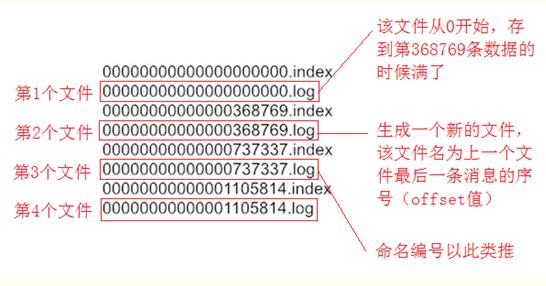 该文件从0开始，存
到第368769条数据的
时候满了
00000000000000000000.index
第1个文件 00000000000000000000.log
00000000000000368769.index
第2个文件 00000000000000368769.log
生成一个新的文件，
该文件名为上一个文
件最后一条消息的序
号（offset值）
00000000000000737337.index
第3个文件 00000000000000737337.log
00000000000001105814.index
第4个文件 00000000000001105814.log
命名编号以此类推